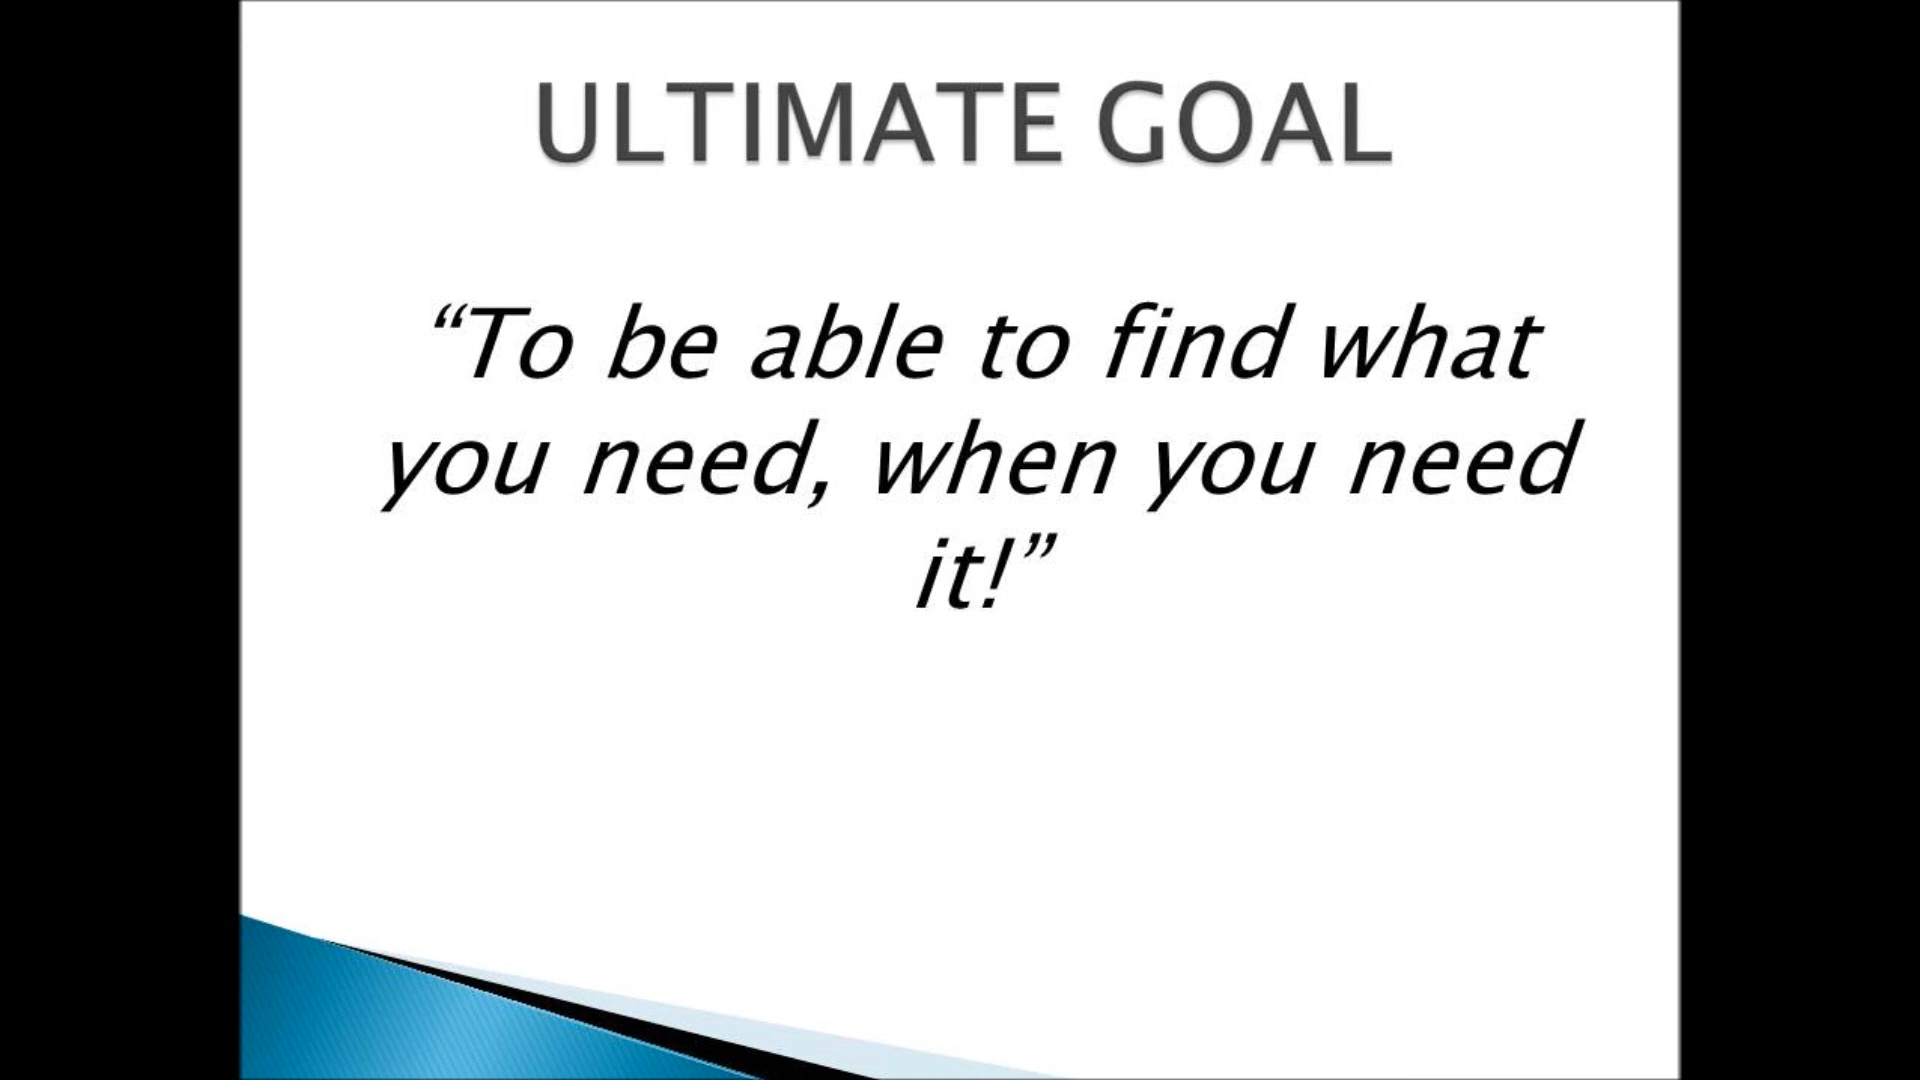 ULTIMATE GOAL
“To be able to find what
you need, when you need
it!”